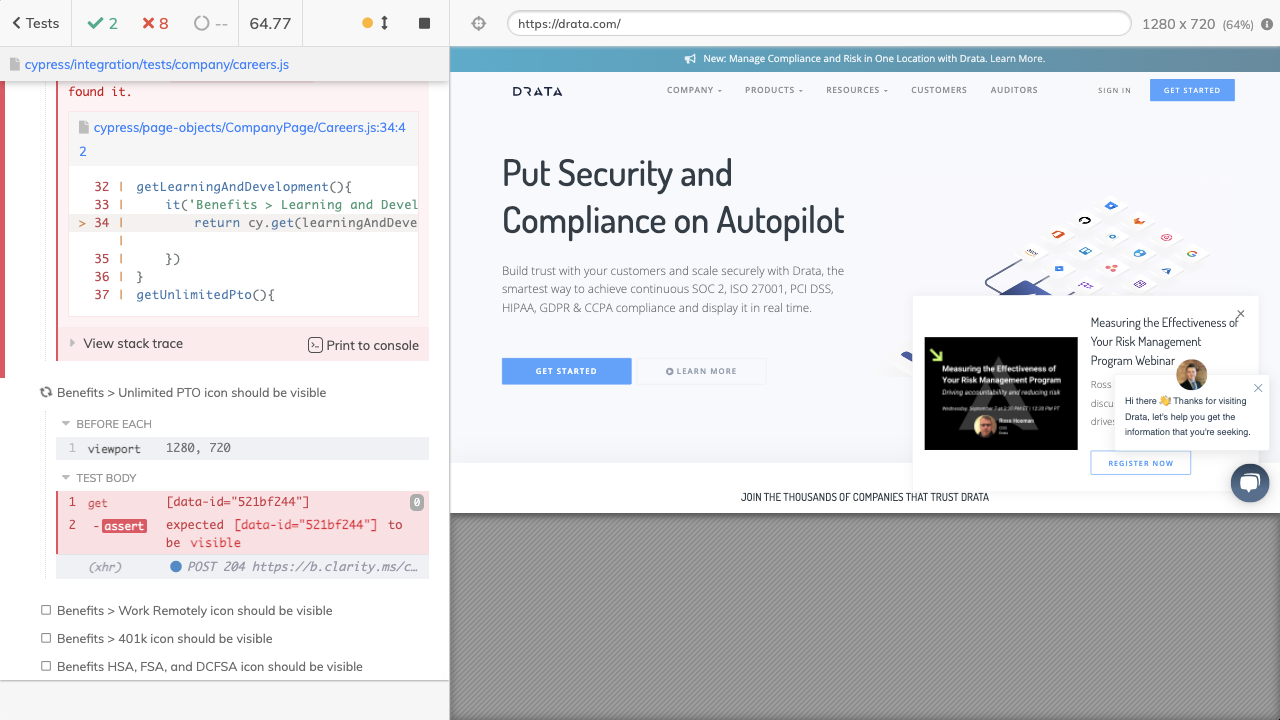 Tests
2
8
--
64.77
https://drata.com/
1280 x 720 (64%)
cypress/integration/tests/company/careers.js
found it.
cypress/page-objects/CompanyPage/Careers.js:34:4
2
32 | getLearningAndDevelopment(){
33 | it('Benefits > Learning and Devel
> 34 | return cy.get(learningAndDeve
|
35 | })
36 | }
37 | getUnlimitedPto(){
View stack trace
Print to console
Benefits > Unlimited PTO icon should be visible
BEFORE EACH
1 viewport 1280, 720
TEST BODY
1 get [data-id="521bf244"] 0
2 -assert expected [data-id="521bf244"] to
be visible
(xhr) POST 204 https://b.clarity.ms/c…
Benefits > Work Remotely icon should be visible
Benefits > 401k icon should be visible
Benefits HSA, FSA, and DCFSA icon should be visible
New: Manage Compliance and Risk in One Location with Drata. Learn More.
DRATA
COMPANY
PRODUCTS
RESOURCES
CUSTOMERS
AUDITORS
SIGN IN
GET STARTED
Put Security and
Compliance on Autopilot
Build trust with your customers and scale securely with Drata, the
smartest way to achieve continuous SOC 2, ISO 27001, PCI DSS,
HIPAA, GDPR & CCPA compliance and display it in real time.
GET STARTED
LEARN MORE
Measuring the Effectiveness of
Your Risk Management Program
Driving accountability and reducing risk
Ross Hosman
Drata
Measuring the Effectiveness of
Your Risk Management
Program Webinar
Ross
discu
drives
REGISTER NOW
Hi there 👋 Thanks for visiting
Drata, let's help you get the
information that you're seeking.
JOIN THE THOUSANDS OF COMPANIES THAT TRUST DRATA